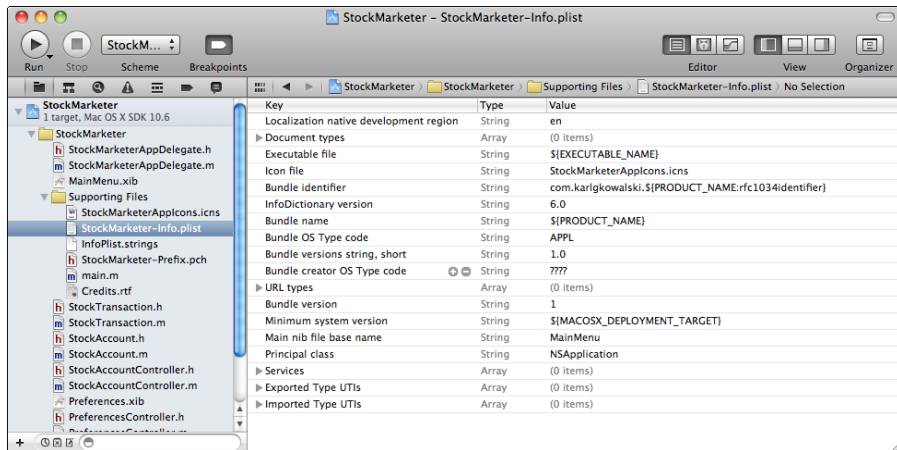 StockMarketer – StockMarketer-Info.plist
StockM...
Run Stop Scheme Breakpoints Editor View Organizer
StockMarketer StockMarketer Supporting Files StockMarketer-Info.plist No Selection
StockMarketer
1 target, Mac OS X SDK 10.6
StockMarketer
h StockMarketerAppDelegate.h
m StockMarketerAppDelegate.m
MainMenu.xib
Supporting Files
StockMarketerAppIcons.icns
StockMarketer-Info.plist
InfoPlist.strings
h StockMarketer-Prefix.pch
m main.m
Credits.rtf
h StockTransaction.h
m StockTransaction.m
h StockAccount.h
m StockAccount.m
h StockAccountController.h
m StockAccountController.m
Preferences.xib
h PreferencesController.h
Key Type Value
Localization native development region String en
Document types Array (0 items)
Executable file String ${EXECUTABLE_NAME}
Icon file String StockMarketerAppIcons.icns
Bundle identifier String com.karlgkowalski.${PRODUCT_NAME:rfc1034identifier}
InfoDictionary version String 6.0
Bundle name String ${PRODUCT_NAME}
Bundle OS Type code String APPL
Bundle versions string, short String 1.0
Bundle creator OS Type code String ????
URL types Array (0 items)
Bundle version String 1
Minimum system version String ${MACOSX_DEPLOYMENT_TARGET}
Main nib file base name String MainMenu
Principal class String NSApplication
Services Array (0 items)
Exported Type UTIs Array (0 items)
Imported Type UTIs Array (0 items)